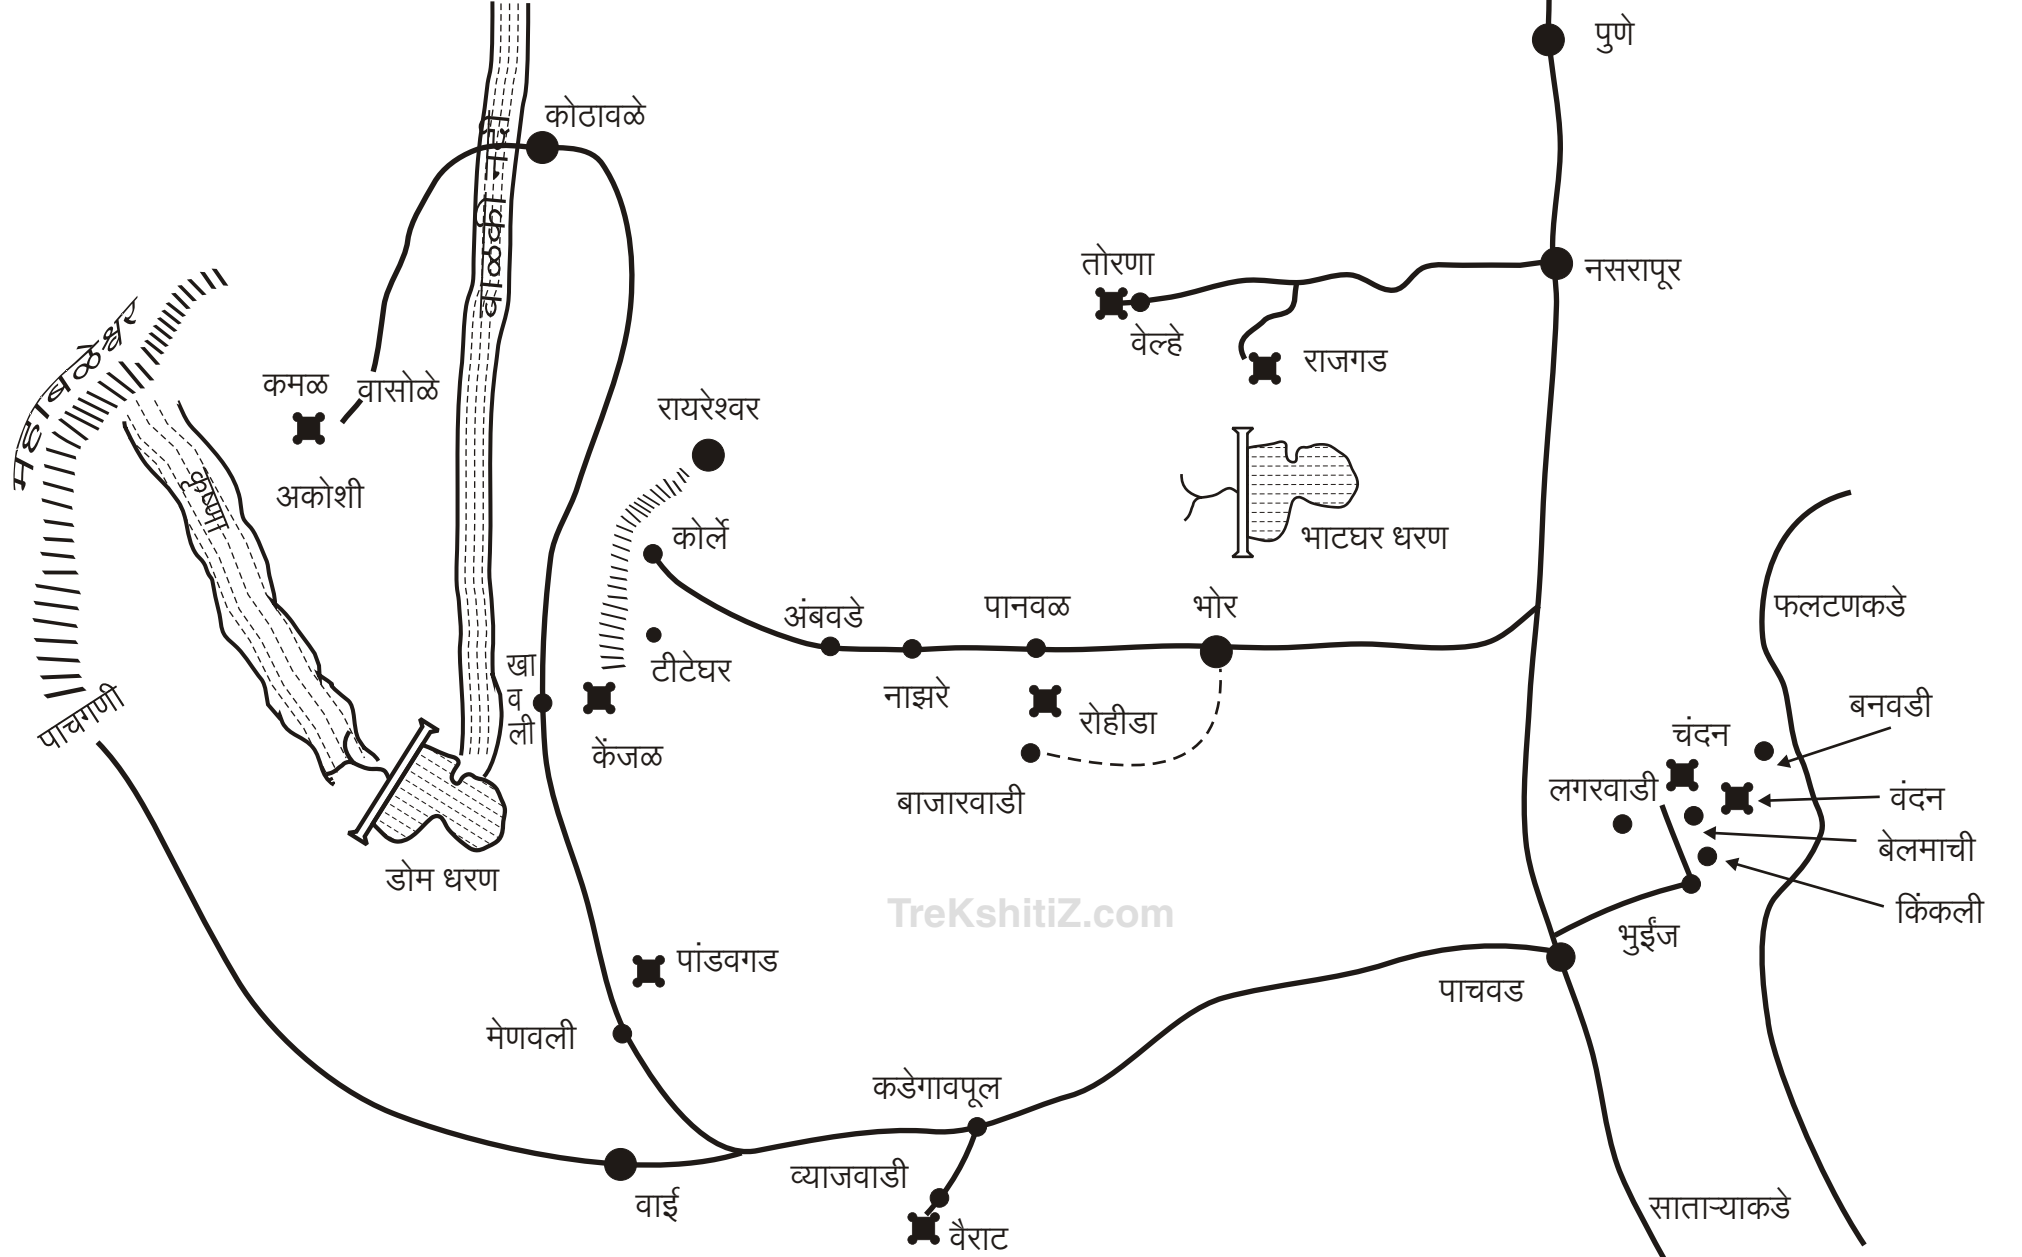 पुणे
कोठावळे
नसरापूर
तोरणा
वेल्हे
राजगड
वाळकी नि.
महाबळेश्वर
कमळ
वासोळे
रायरेश्वर
कृष्णा
अकोशी
कोर्ले
भाटघर धरण
अंबवडे
पानवळ
भोर
फलटणकडे
खा
व
ली
टीटेघर
नाझरे
रोहीडा
पाचगणी
केंजळ
बनवडी
चंदन
लगरवाडी
वंदन
बाजारवाडी
बेलमाची
डोम धरण
किंकली
TreKshitiZ.com
भुईंज
पांडवगड
पाचवड
मेणवली
कडेगावपूल
व्याजवाडी
वाई
वैराट
साताऱ्याकडे